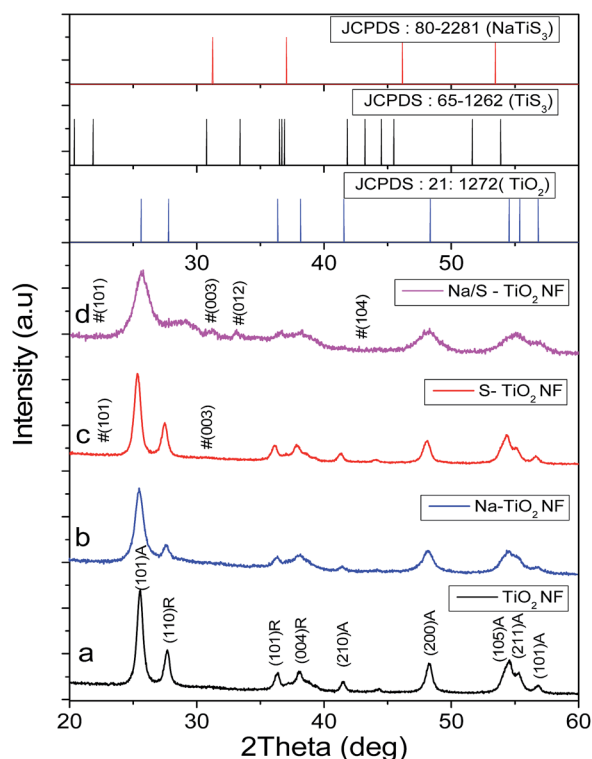 JCPDS : 80-2281 (NaTiS₃)
JCPDS : 65-1262 (TiS₃)
JCPDS : 21: 1272( TiO₂)
30 40 50
d
#(101)
#(003)
#(012)
#(104)
Na/S - TiO₂ NF
c
#(101)
#(003)
S- TiO₂ NF
b
Na-TiO₂ NF
a
(101)A
(110)R
(101)R
(004)R
(210)A
(200)A
(105)A
(211)A
(101)A
TiO₂ NF
20 30 40 50 60
2Theta (deg)
Intensity (a.u)